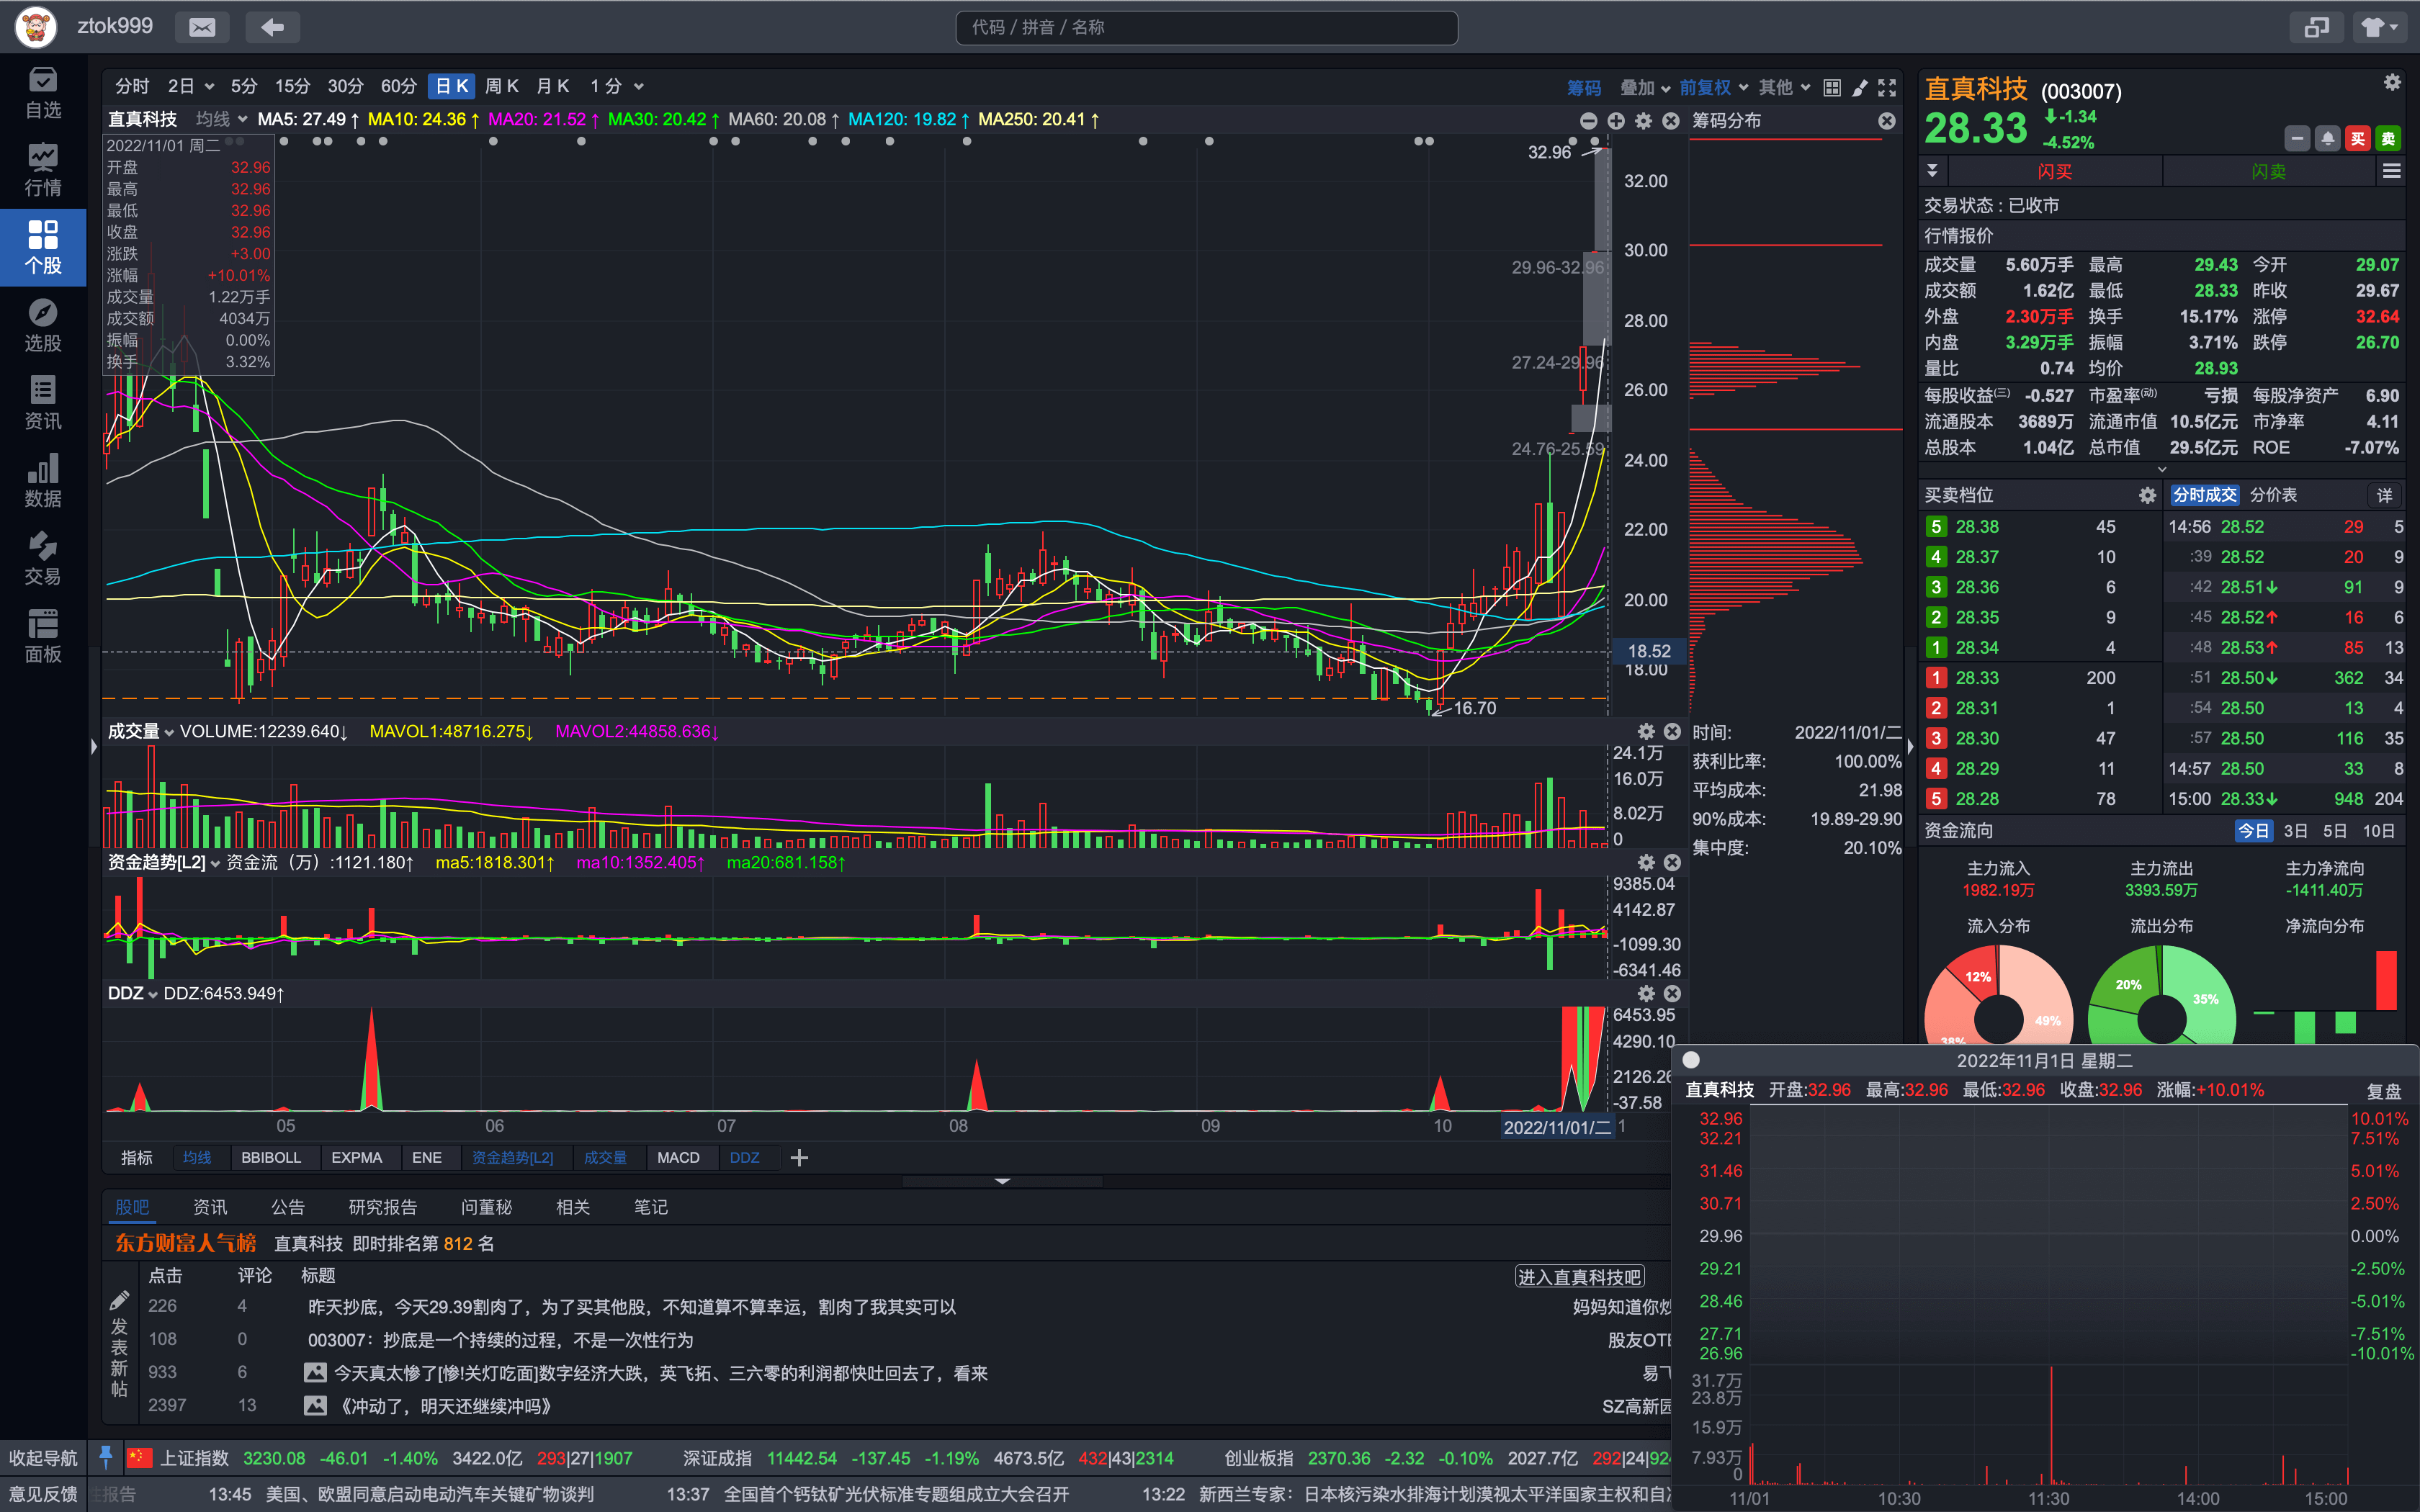 ztok999
代码 / 拼音 / 名称
自选
行情
个股
选股
资讯
数据
交易
面板
分时 2日 5分 15分 30分 60分 日K 周K 月K 1分 筹码 叠加 前复权 其他
直真科技 均线 MA5: 27.49↑ MA10: 24.36↑ MA20: 21.52↑ MA30: 20.42↑ MA60: 20.08↑ MA120: 19.82↑ MA250: 20.41↑
筹码分布
2022/11/01 周二
开盘 32.96
最高 32.96
最低 32.96
收盘 32.96
涨跌 +3.00
涨幅 +10.01%
成交量 1.22万手
成交额 4034万
振幅 0.00%
换手 3.32%
32.96
32.00
30.00
29.96-32.96
28.00
27.24-29.96
26.00
24.76-25.59
24.00
22.00
20.00
18.52
18.00
16.70
成交量 VOLUME:12239.640↓ MAVOL1:48716.275↓ MAVOL2:44858.636↓
24.1万
16.0万
8.02万
0
资金趋势[L2] 资金流（万）:1121.180↑ ma5:1818.301↑ ma10:1352.405↑ ma20:681.158↑
9385.04
4142.87
-1099.30
-6341.46
DDZ DDZ:6453.949↑
6453.95
4290.10
2126.26
-37.58
05 06 07 08 09 10 2022/11/01/二 1
时间: 2022/11/01/二
获利比率: 100.00%
平均成本: 21.98
90%成本: 19.89-29.90
集中度: 20.10%
指标 均线 BBIBOLL EXPMA ENE 资金趋势[L2] 成交量 MACD DDZ
股吧 资讯 公告 研究报告 问董秘 相关 笔记
东方财富人气榜 直真科技 即时排名第 812 名
点击 评论 标题 进入直真科技吧
发表新帖
226 4 昨天抄底，今天29.39割肉了，为了买其他股，不知道算不算幸运，割肉了我其实可以 妈妈知道你炒
108 0 003007：抄底是一个持续的过程，不是一次性行为 股友OTE
933 6 今天真太惨了[惨!关灯吃面]数字经济大跌，英飞拓、三六零的利润都快吐回去了，看来 易飞
2397 13 《冲动了，明天还继续冲吗》 SZ高新园
直真科技 (003007)
28.33 -1.34
-4.52%
买 卖
闪买 闪卖
交易状态：已收市
行情报价
成交量 5.60万手 最高 29.43 今开 29.07
成交额 1.62亿 最低 28.33 昨收 29.67
外盘 2.30万手 换手 15.17% 涨停 32.64
内盘 3.29万手 振幅 3.71% 跌停 26.70
量比 0.74 均价 28.93
每股收益(三) -0.527 市盈率(动) 亏损 每股净资产 6.90
流通股本 3689万 流通市值 10.5亿元 市净率 4.11
总股本 1.04亿 总市值 29.5亿元 ROE -7.07%
买卖档位 分时成交 分价表 详
5 28.38 45 14:56 28.52 29 5
4 28.37 10 :39 28.52 20 9
3 28.36 6 :42 28.51↓ 91 9
2 28.35 9 :45 28.52↑ 16 6
1 28.34 4 :48 28.53↑ 85 13
1 28.33 200 :51 28.50↓ 362 34
2 28.31 1 :54 28.50 13 4
3 28.30 47 :57 28.50 116 35
4 28.29 11 14:57 28.50 33 8
5 28.28 78 15:00 28.33↓ 948 204
资金流向 今日 3日 5日 10日
主力流入 主力流出 主力净流向
1982.19万 3393.59万 -1411.40万
流入分布 流出分布 净流向分布
12% 49% 38%
20% 35%
2022年11月1日 星期二
直真科技 开盘:32.96 最高:32.96 最低:32.96 收盘:32.96 涨幅:+10.01% 复盘
32.96 10.01%
32.21 7.51%
31.46 5.01%
30.71 2.50%
29.96 0.00%
29.21 -2.50%
28.46 -5.01%
27.71 -7.51%
26.96 -10.01%
31.7万
23.8万
15.9万
7.93万
0
11/01 10:30 11:30 14:00 15:00
收起导航 上证指数 3230.08 -46.01 -1.40% 3422.0亿 293|27|1907 深证成指 11442.54 -137.45 -1.19% 4673.5亿 432|43|2314 创业板指 2370.36 -2.32 -0.10% 2027.7亿 292|24|924
意见反馈 报告 13:45 美国、欧盟同意启动电动汽车关键矿物谈判 13:37 全国首个钙钛矿光伏标准专题组成立大会召开 13:22 新西兰专家：日本核污染水排海计划漠视太平洋国家主权和自